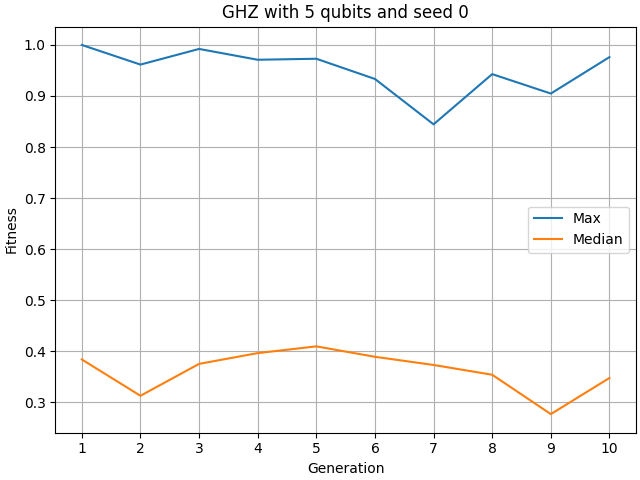 GHZ with 5 qubits and seed 0
1.0
0.9
0.8
0.7
0.6
0.5
0.4
0.3
Fitness
Max
Median
1 2 3 4 5 6 7 8 9 10
Generation